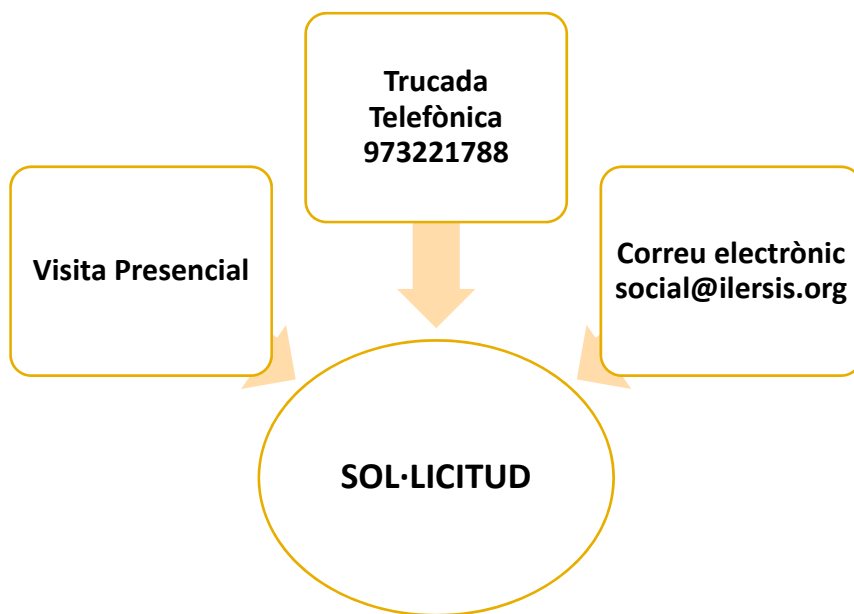 Trucada
Telefònica
973221788
Visita Presencial
Correu electrònic
social@ilersis.org
SOL·LICITUD